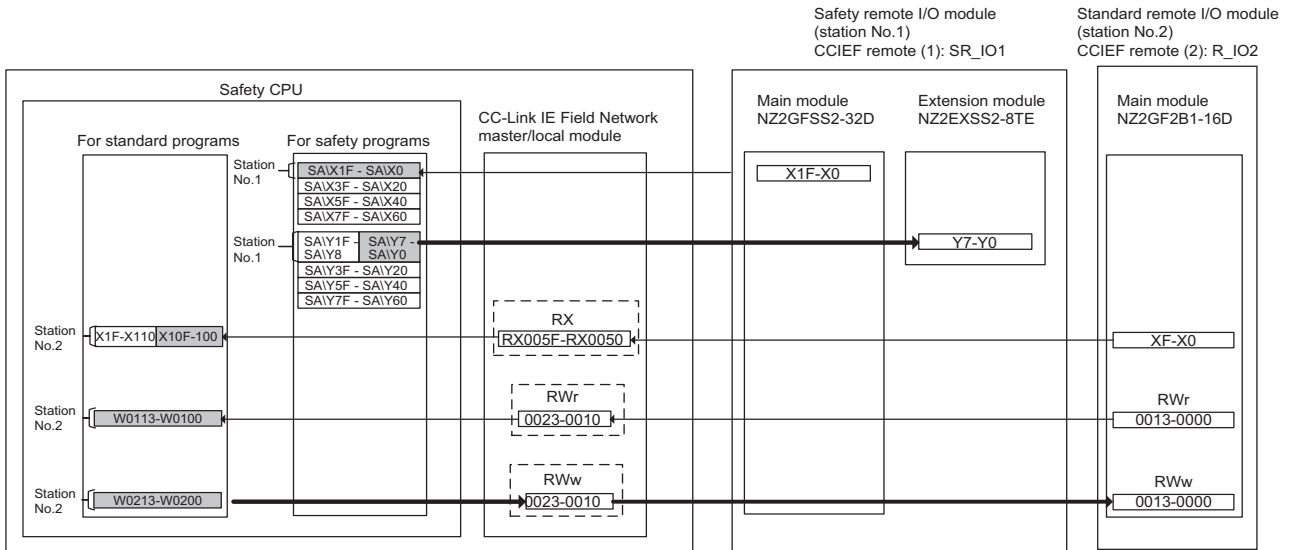 Safety remote I/O module
(station No.1)
CCIEF remote (1): SR_IO1
Standard remote I/O module
(station No.2)
CCIEF remote (2): R_IO2
Safety CPU
For standard programs
For safety programs
CC-Link IE Field Network
master/local module
Main module
NZ2GFSS2-32D
Extension module
NZ2EXSS2-8TE
Main module
NZ2GF2B1-16D
Station
No.1
SA\X1F - SA\X0
SA\X3F - SA\X20
SA\X5F - SA\X40
SA\X7F - SA\X60
X1F-X0
Station
No.1
SA\Y1F -
SA\Y8
SA\Y7 -
SA\Y0
SA\Y3F - SA\Y20
SA\Y5F - SA\Y40
SA\Y7F - SA\Y60
Y7-Y0
Station
No.2
X1F-X110
X10F-100
RX
RX005F-RX0050
XF-X0
Station
No.2
W0113-W0100
RWr
0023-0010
RWr
0013-0000
Station
No.2
W0213-W0200
RWw
0023-0010
RWw
0013-0000